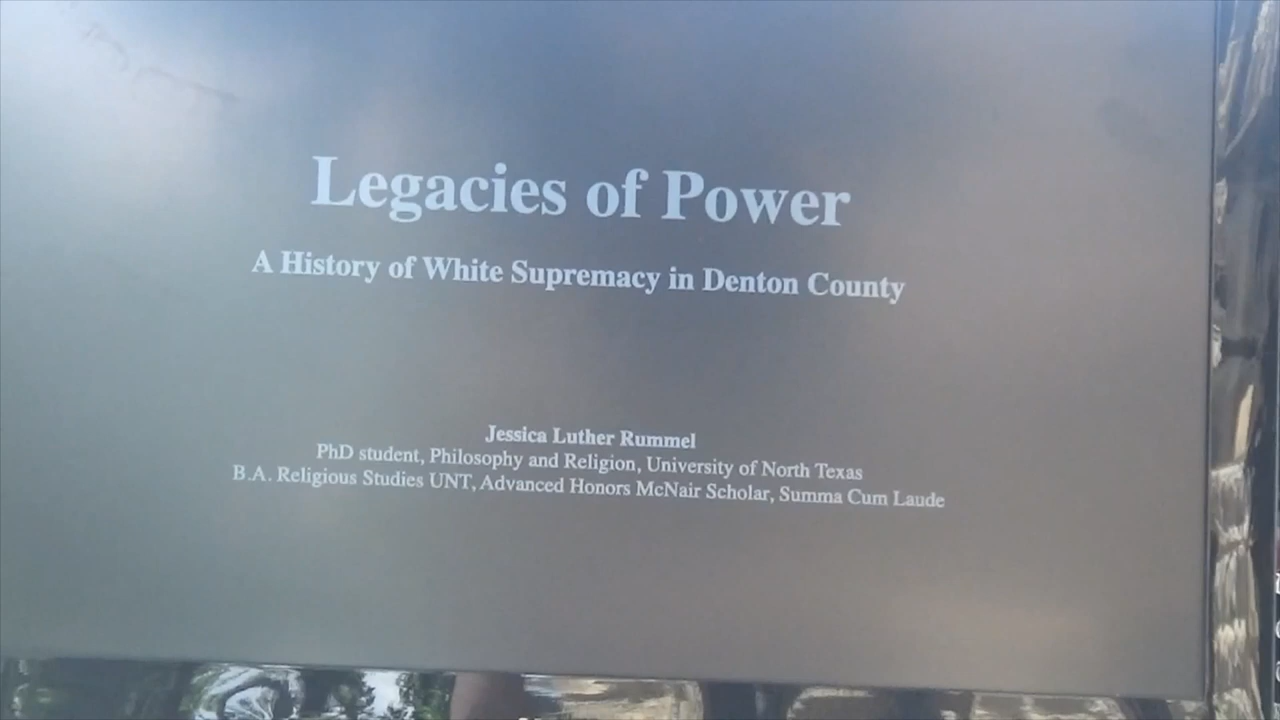 Legacies of Power
A History of White Supremacy in Denton County
Jessica Luther Rummel
PhD student, Philosophy and Religion, University of North Texas
B.A. Religious Studies UNT, Advanced Honors McNair Scholar, Summa Cum Laude